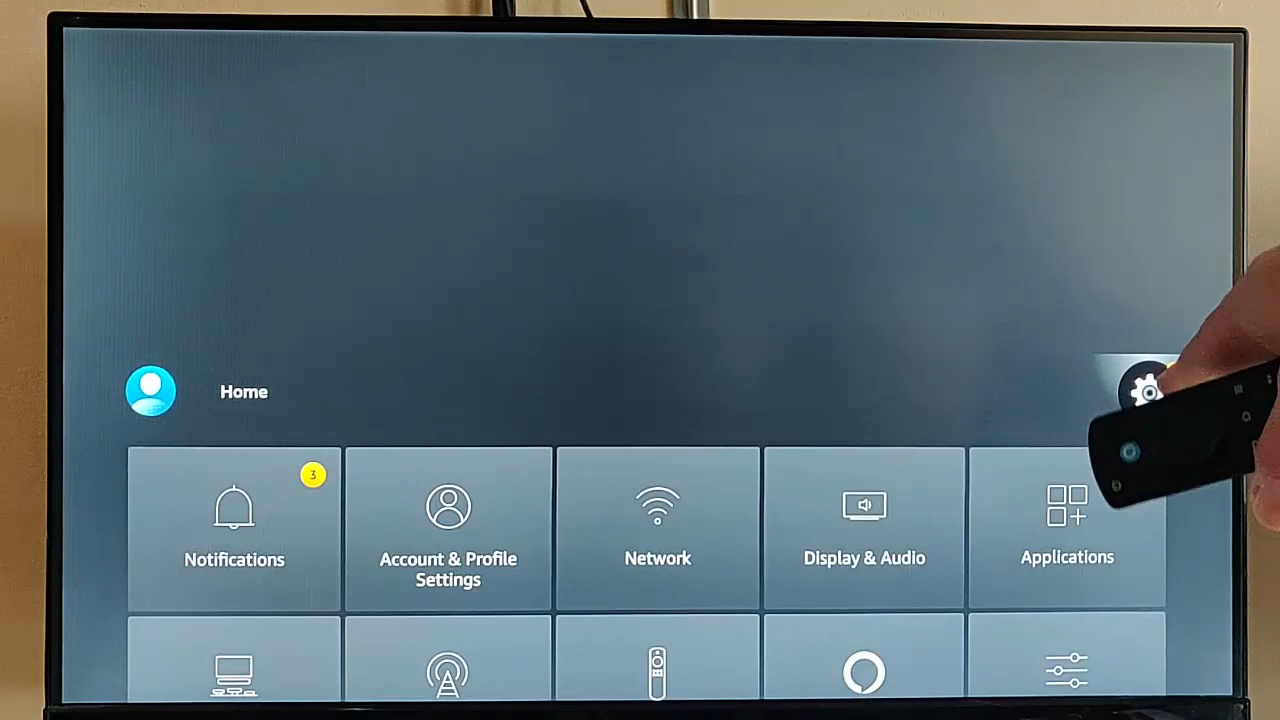 Home
3
Notifications
Account & Profile
Settings
Network
Display & Audio
Applications